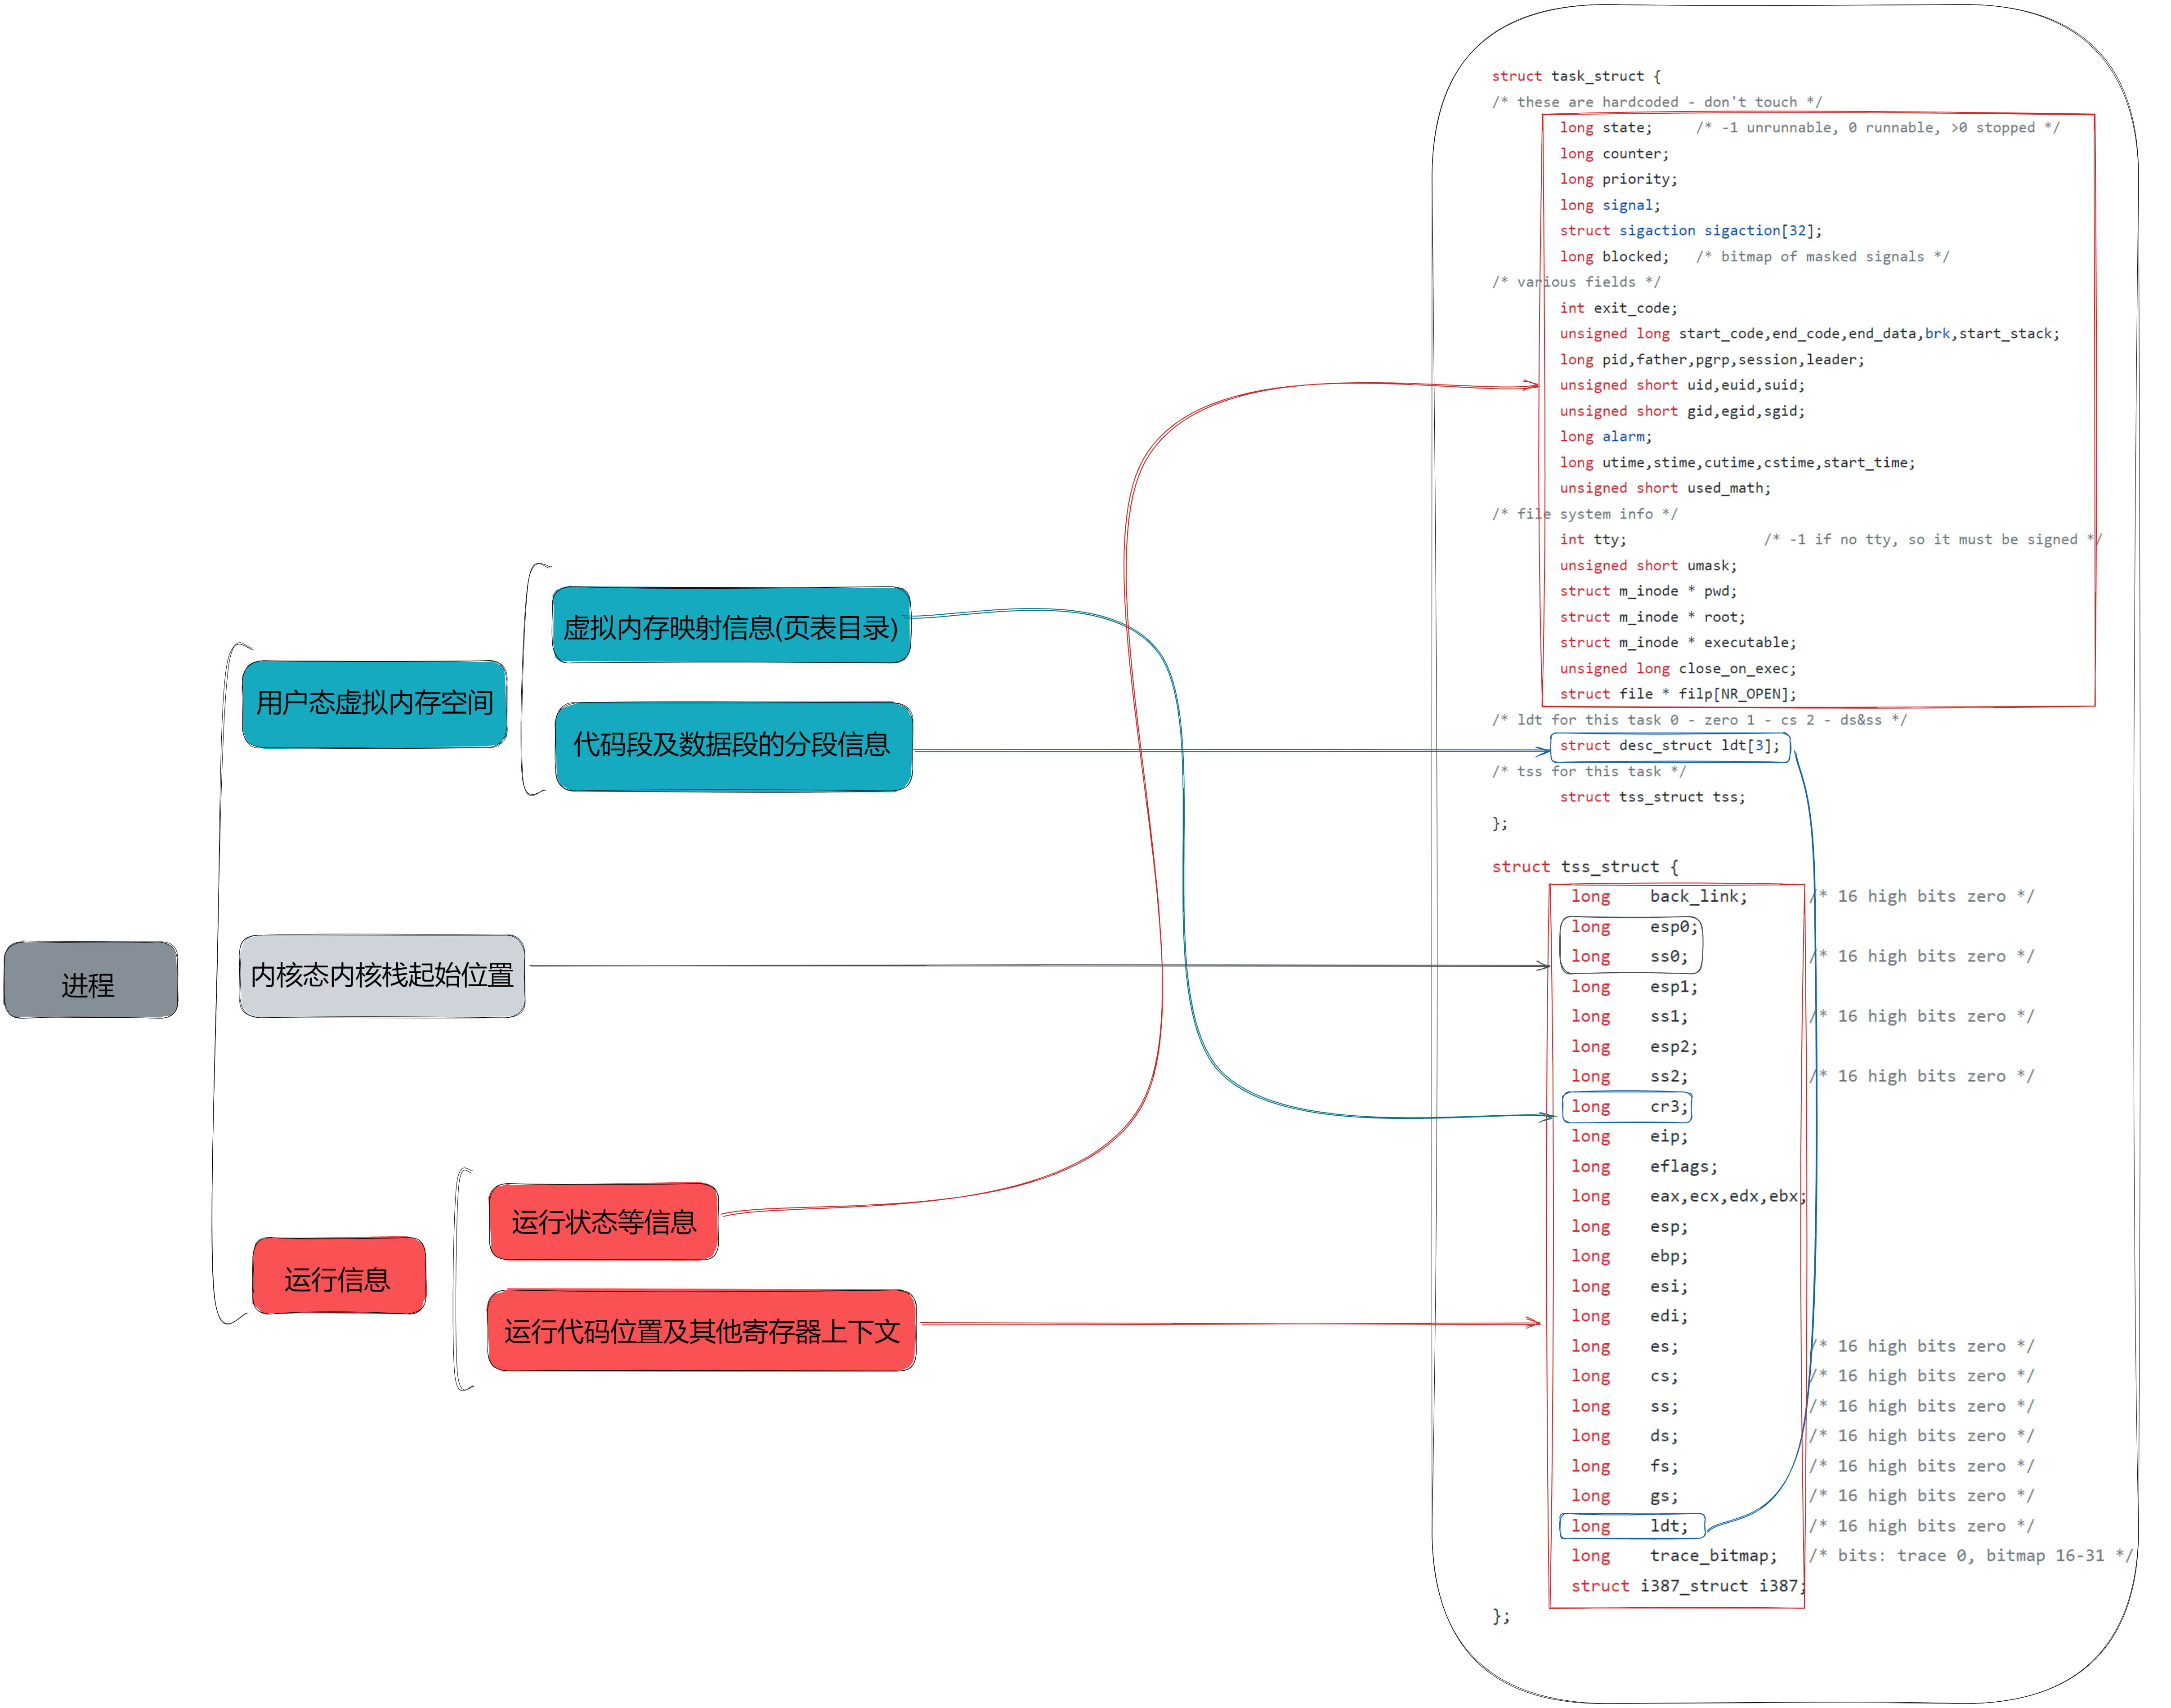 进程
用户态虚拟内存空间
虚拟内存映射信息(页表目录)
代码段及数据段的分段信息
内核态内核栈起始位置
运行信息
运行状态等信息
运行代码位置及其他寄存器上下文
struct task_struct {
/* these are hardcoded - don't touch */
long state; /* -1 unrunnable, 0 runnable, >0 stopped */
long counter;
long priority;
long signal;
struct sigaction sigaction[32];
long blocked; /* bitmap of masked signals */
/* various fields */
int exit_code;
unsigned long start_code,end_code,end_data,brk,start_stack;
long pid,father,pgrp,session,leader;
unsigned short uid,euid,suid;
unsigned short gid,egid,sgid;
long alarm;
long utime,stime,cutime,cstime,start_time;
unsigned short used_math;
/* file system info */
int tty; /* -1 if no tty, so it must be signed */
unsigned short umask;
struct m_inode * pwd;
struct m_inode * root;
struct m_inode * executable;
unsigned long close_on_exec;
struct file * filp[NR_OPEN];
/* ldt for this task 0 - zero 1 - cs 2 - ds&ss */
struct desc_struct ldt[3];
/* tss for this task */
struct tss_struct tss;
};
struct tss_struct {
long back_link; /* 16 high bits zero */
long esp0;
long ss0; /* 16 high bits zero */
long esp1;
long ss1; /* 16 high bits zero */
long esp2;
long ss2; /* 16 high bits zero */
long cr3;
long eip;
long eflags;
long eax,ecx,edx,ebx;
long esp;
long ebp;
long esi;
long edi;
long es; /* 16 high bits zero */
long cs; /* 16 high bits zero */
long ss; /* 16 high bits zero */
long ds; /* 16 high bits zero */
long fs; /* 16 high bits zero */
long gs; /* 16 high bits zero */
long ldt; /* 16 high bits zero */
long trace_bitmap; /* bits: trace 0, bitmap 16-31 */
struct i387_struct i387;
};